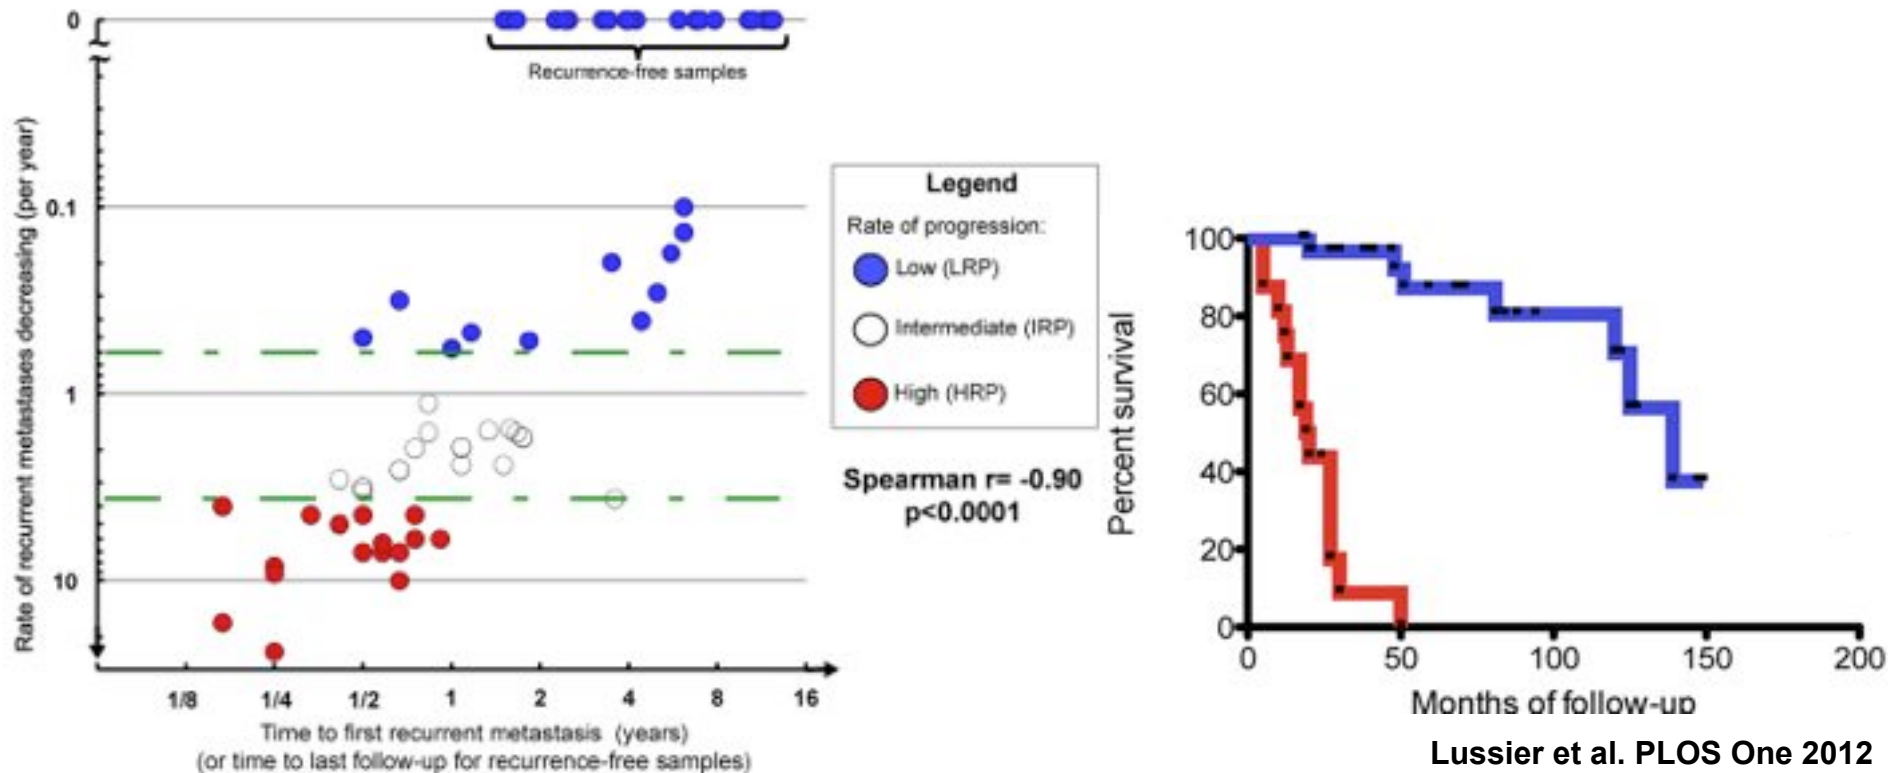 0
0.1
1
10
Rate of recurrent metastases decreasing (per year)
Recurrence-free samples
1/8 1/4 1/2 1 2 4 8 16
Time to first recurrent metastasis (years)
(or time to last follow-up for recurrence-free samples)
Legend
Rate of progression:
Low (LRP)
Intermediate (IRP)
High (HRP)
Spearman r= -0.90
p<0.0001
Percent survival
100
80
60
40
20
0
0 50 100 150 200
Months of follow-up
Lussier et al. PLOS One 2012